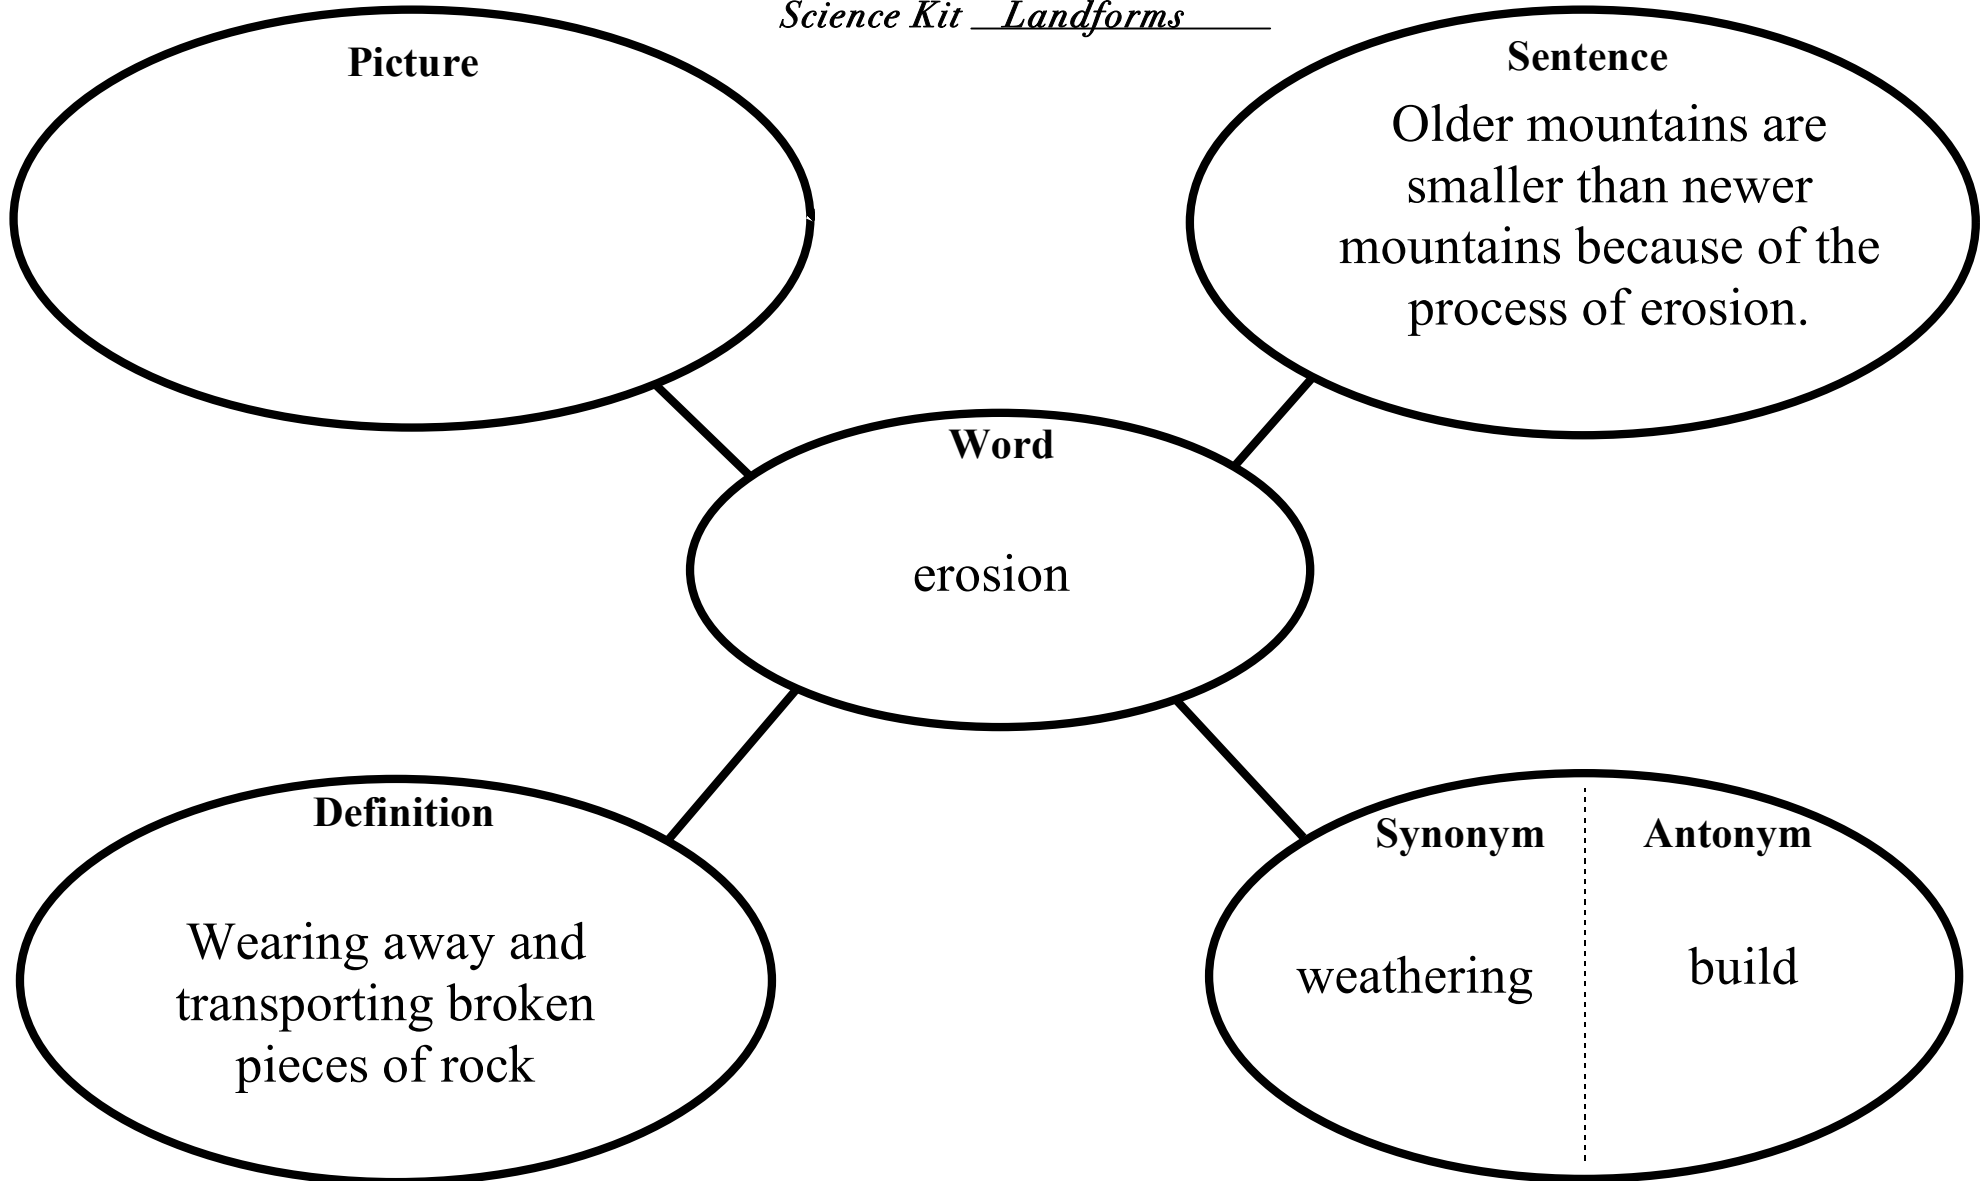 Science Kit __Landforms______
Picture
Sentence
Older mountains are
smaller than newer
mountains because of the
process of erosion.
Word
erosion
Definition
Wearing away and
transporting broken
pieces of rock
Synonym
weathering
Antonym
build